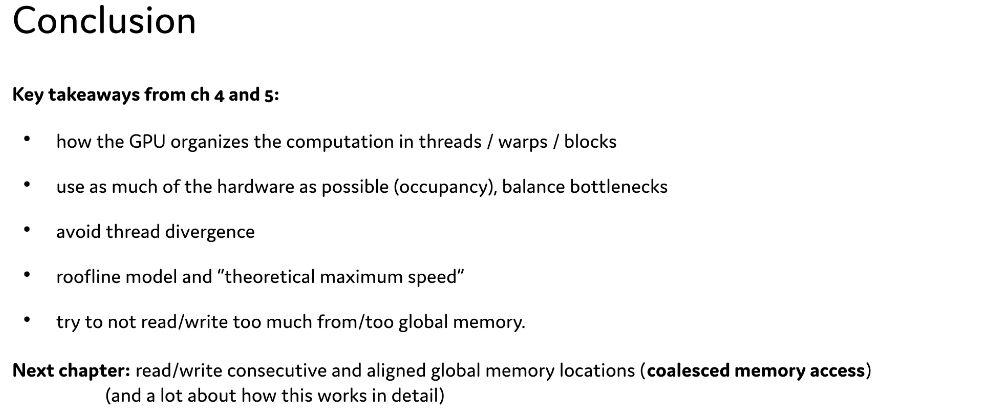 Conclusion
Key takeaways from ch 4 and 5:
• how the GPU organizes the computation in threads / warps / blocks
• use as much of the hardware as possible (occupancy), balance bottlenecks
• avoid thread divergence
• roofline model and “theoretical maximum speed”
• try to not read/write too much from/too global memory.
Next chapter: read/write consecutive and aligned global memory locations (coalesced memory access)
(and a lot about how this works in detail)